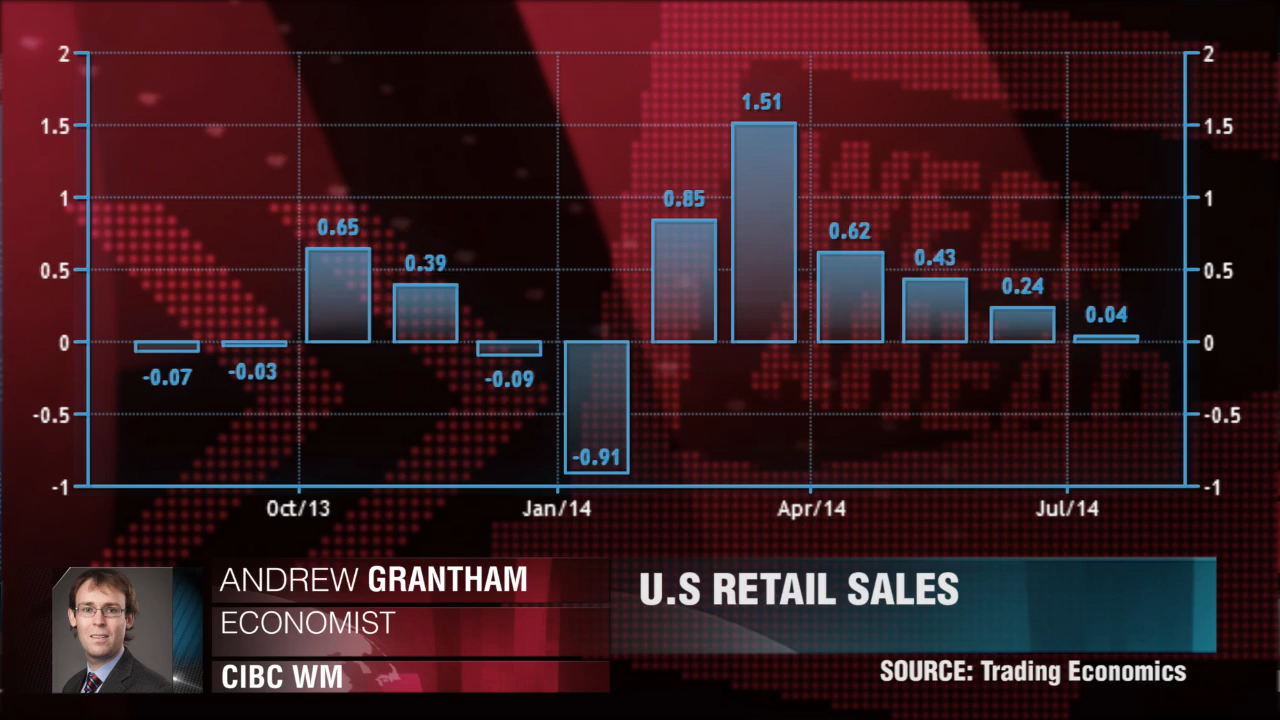 2
2
1.51
1.5
1.5
WEEK
1
0.85
1
0.65
0.62
0.39
0.43
0.5
0.24
0.5
0.04
0
0
-0.07
-0.03
-0.09
AHEAD
-0.5
-0.5
-0.91
-1
-1
Oct/13
Jan/14
Apr/14
Jul/14
ANDREW GRANTHAM
ECONOMIST
CIBC WM
U.S RETAIL SALES
SOURCE: Trading Economics